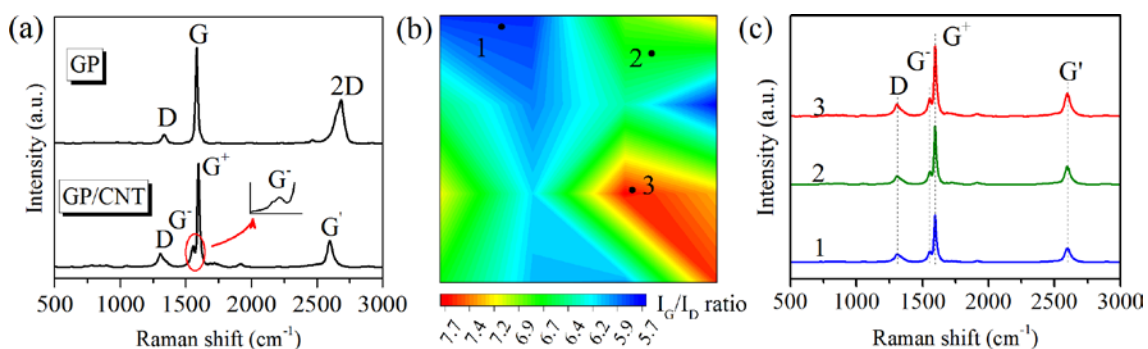 (a)
GP
D
G
2D
GP/CNT
D
G-
G+
G-
G'
Intensity (a.u.)
500 1000 1500 2000 2500 3000
Raman shift (cm-1)
(b)
1
2
3
IG/ID ratio
7.7 7.4 7.2 6.9 6.7 6.4 6.2 5.9 5.7
(c)
D
G-
G+
G'
3
2
1
Intensity (a.u.)
500 1000 1500 2000 2500 3000
Raman shift (cm-1)